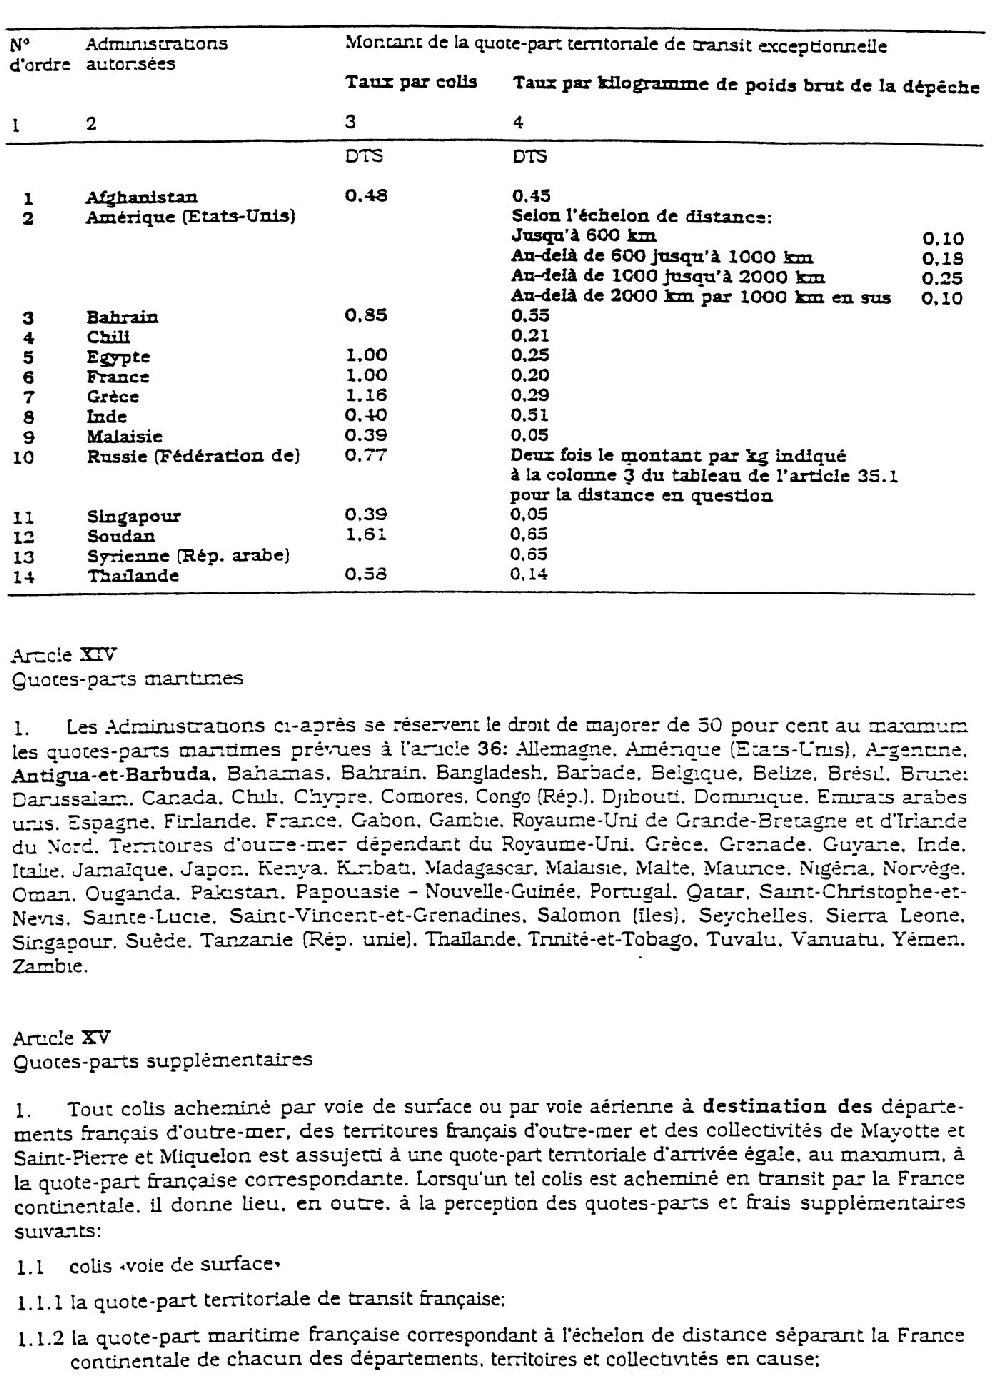 N° Administrations Montant de la quote-part territoriale de transit exceptionnelle
d'ordre autorisées
Taux par colis Taux par kilogramme de poids brut de la dépêche
1 2 3 4
DTS DTS
1 Afghanistan 0,48 0,45
2 Amérique (Etats-Unis) Selon l'échelon de distance:
Jusqu'à 600 km 0,10
Au-delà de 600 jusqu'à 1000 km 0,18
Au-delà de 1000 jusqu'à 2000 km 0,25
Au-delà de 2000 km par 1000 km en sus 0,10
3 Bahrain 0,85 0,55
4 Chili 0,21
5 Egypte 1,00 0,25
6 France 1,00 0,20
7 Grèce 1,16 0,29
8 Inde 0,40 0,51
9 Malaisie 0,39 0,05
10 Russie (Fédération de) 0,77 Deux fois le montant par kg indiqué
à la colonne 3 du tableau de l'article 35.1
pour la distance en question
11 Singapour 0,39 0,05
12 Soudan 1,61 0,65
13 Syrienne (Rép. arabe) 0,65
14 Thaïlande 0,58 0,14
Article XIV
Quotes-parts maritimes
1. Les Administrations ci-après se réservent le droit de majorer de 50 pour cent au maximum
les quotes-parts maritimes prévues à l'article 36: Allemagne, Amérique (Etats-Unis), Argentine,
Antigua-et-Barbuda, Bahamas, Bahrain, Bangladesh, Barbade, Belgique, Belize, Brésil, Brunei
Darussalam, Canada, Chili, Chypre, Comores, Congo (Rép.), Djibouti, Dominique, Emirats arabes
unis, Espagne, Finlande, France, Gabon, Gambie, Royaume-Uni de Grande-Bretagne et d'Irlande
du Nord, Territoires d'outre-mer dépendant du Royaume-Uni, Grèce, Grenade, Guyane, Inde,
Italie, Jamaïque, Japon, Kenya, Kiribati, Madagascar, Malaisie, Malte, Maurice, Nigéria, Norvège,
Oman, Ouganda, Pakistan, Papouasie – Nouvelle-Guinée, Portugal, Qatar, Saint-Christophe-et-
Nevis, Sainte-Lucie, Saint-Vincent-et-Grenadines, Salomon (Iles), Seychelles, Sierra Leone,
Singapour, Suède, Tanzanie (Rép. unie), Thaïlande, Trinité-et-Tobago, Tuvalu, Vanuatu, Yémen,
Zambie.
Article XV
Quotes-parts supplémentaires
1. Tout colis acheminé par voie de surface ou par voie aérienne à destination des départe-
ments français d'outre-mer, des territoires français d'outre-mer et des collectivités de Mayotte et
Saint-Pierre et Miquelon est assujetti à une quote-part territoriale d'arrivée égale, au maximum, à
la quote-part française correspondante. Lorsqu'un tel colis est acheminé en transit par la France
continentale, il donne lieu, en outre, à la perception des quotes-parts et frais supplémentaires
suivants:
1.1 colis «voie de surface»
1.1.1 la quote-part territoriale de transit française;
1.1.2 la quote-part maritime française correspondant à l'échelon de distance séparant la France
continentale de chacun des départements, territoires et collectivités en cause;